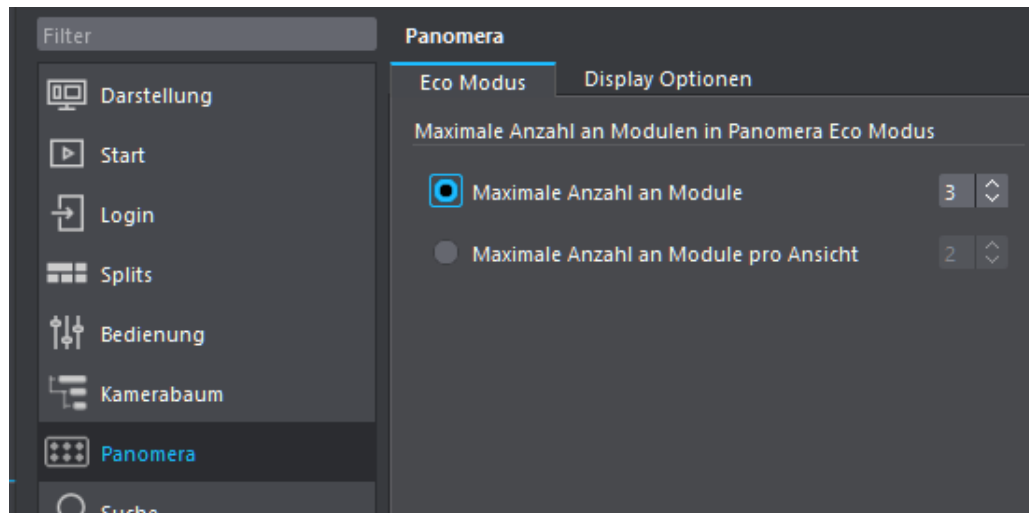 Filter
Darstellung
Start
Login
Splits
Bedienung
Kamerabaum
Panomera
Suche
Panomera
Eco Modus
Display Optionen
Maximale Anzahl an Modulen in Panomera Eco Modus
Maximale Anzahl an Module 3
Maximale Anzahl an Module pro Ansicht 2